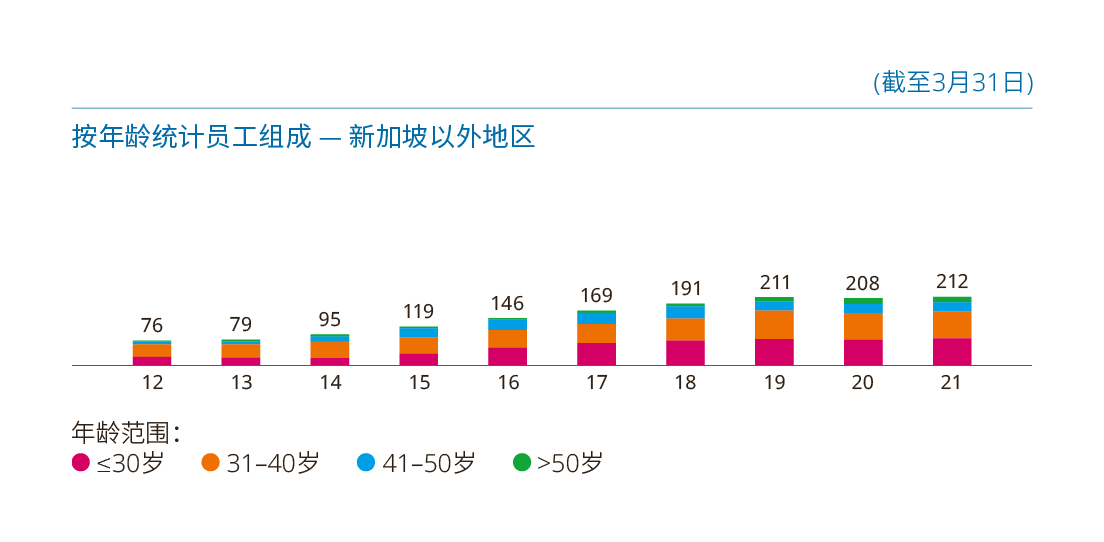 (截至3月31日)
按年龄统计员工组成 — 新加坡以外地区
76 79 95 119 146 169 191 211 208 212
12 13 14 15 16 17 18 19 20 21
年龄范围：
≤30岁 31–40岁 41–50岁 >50岁